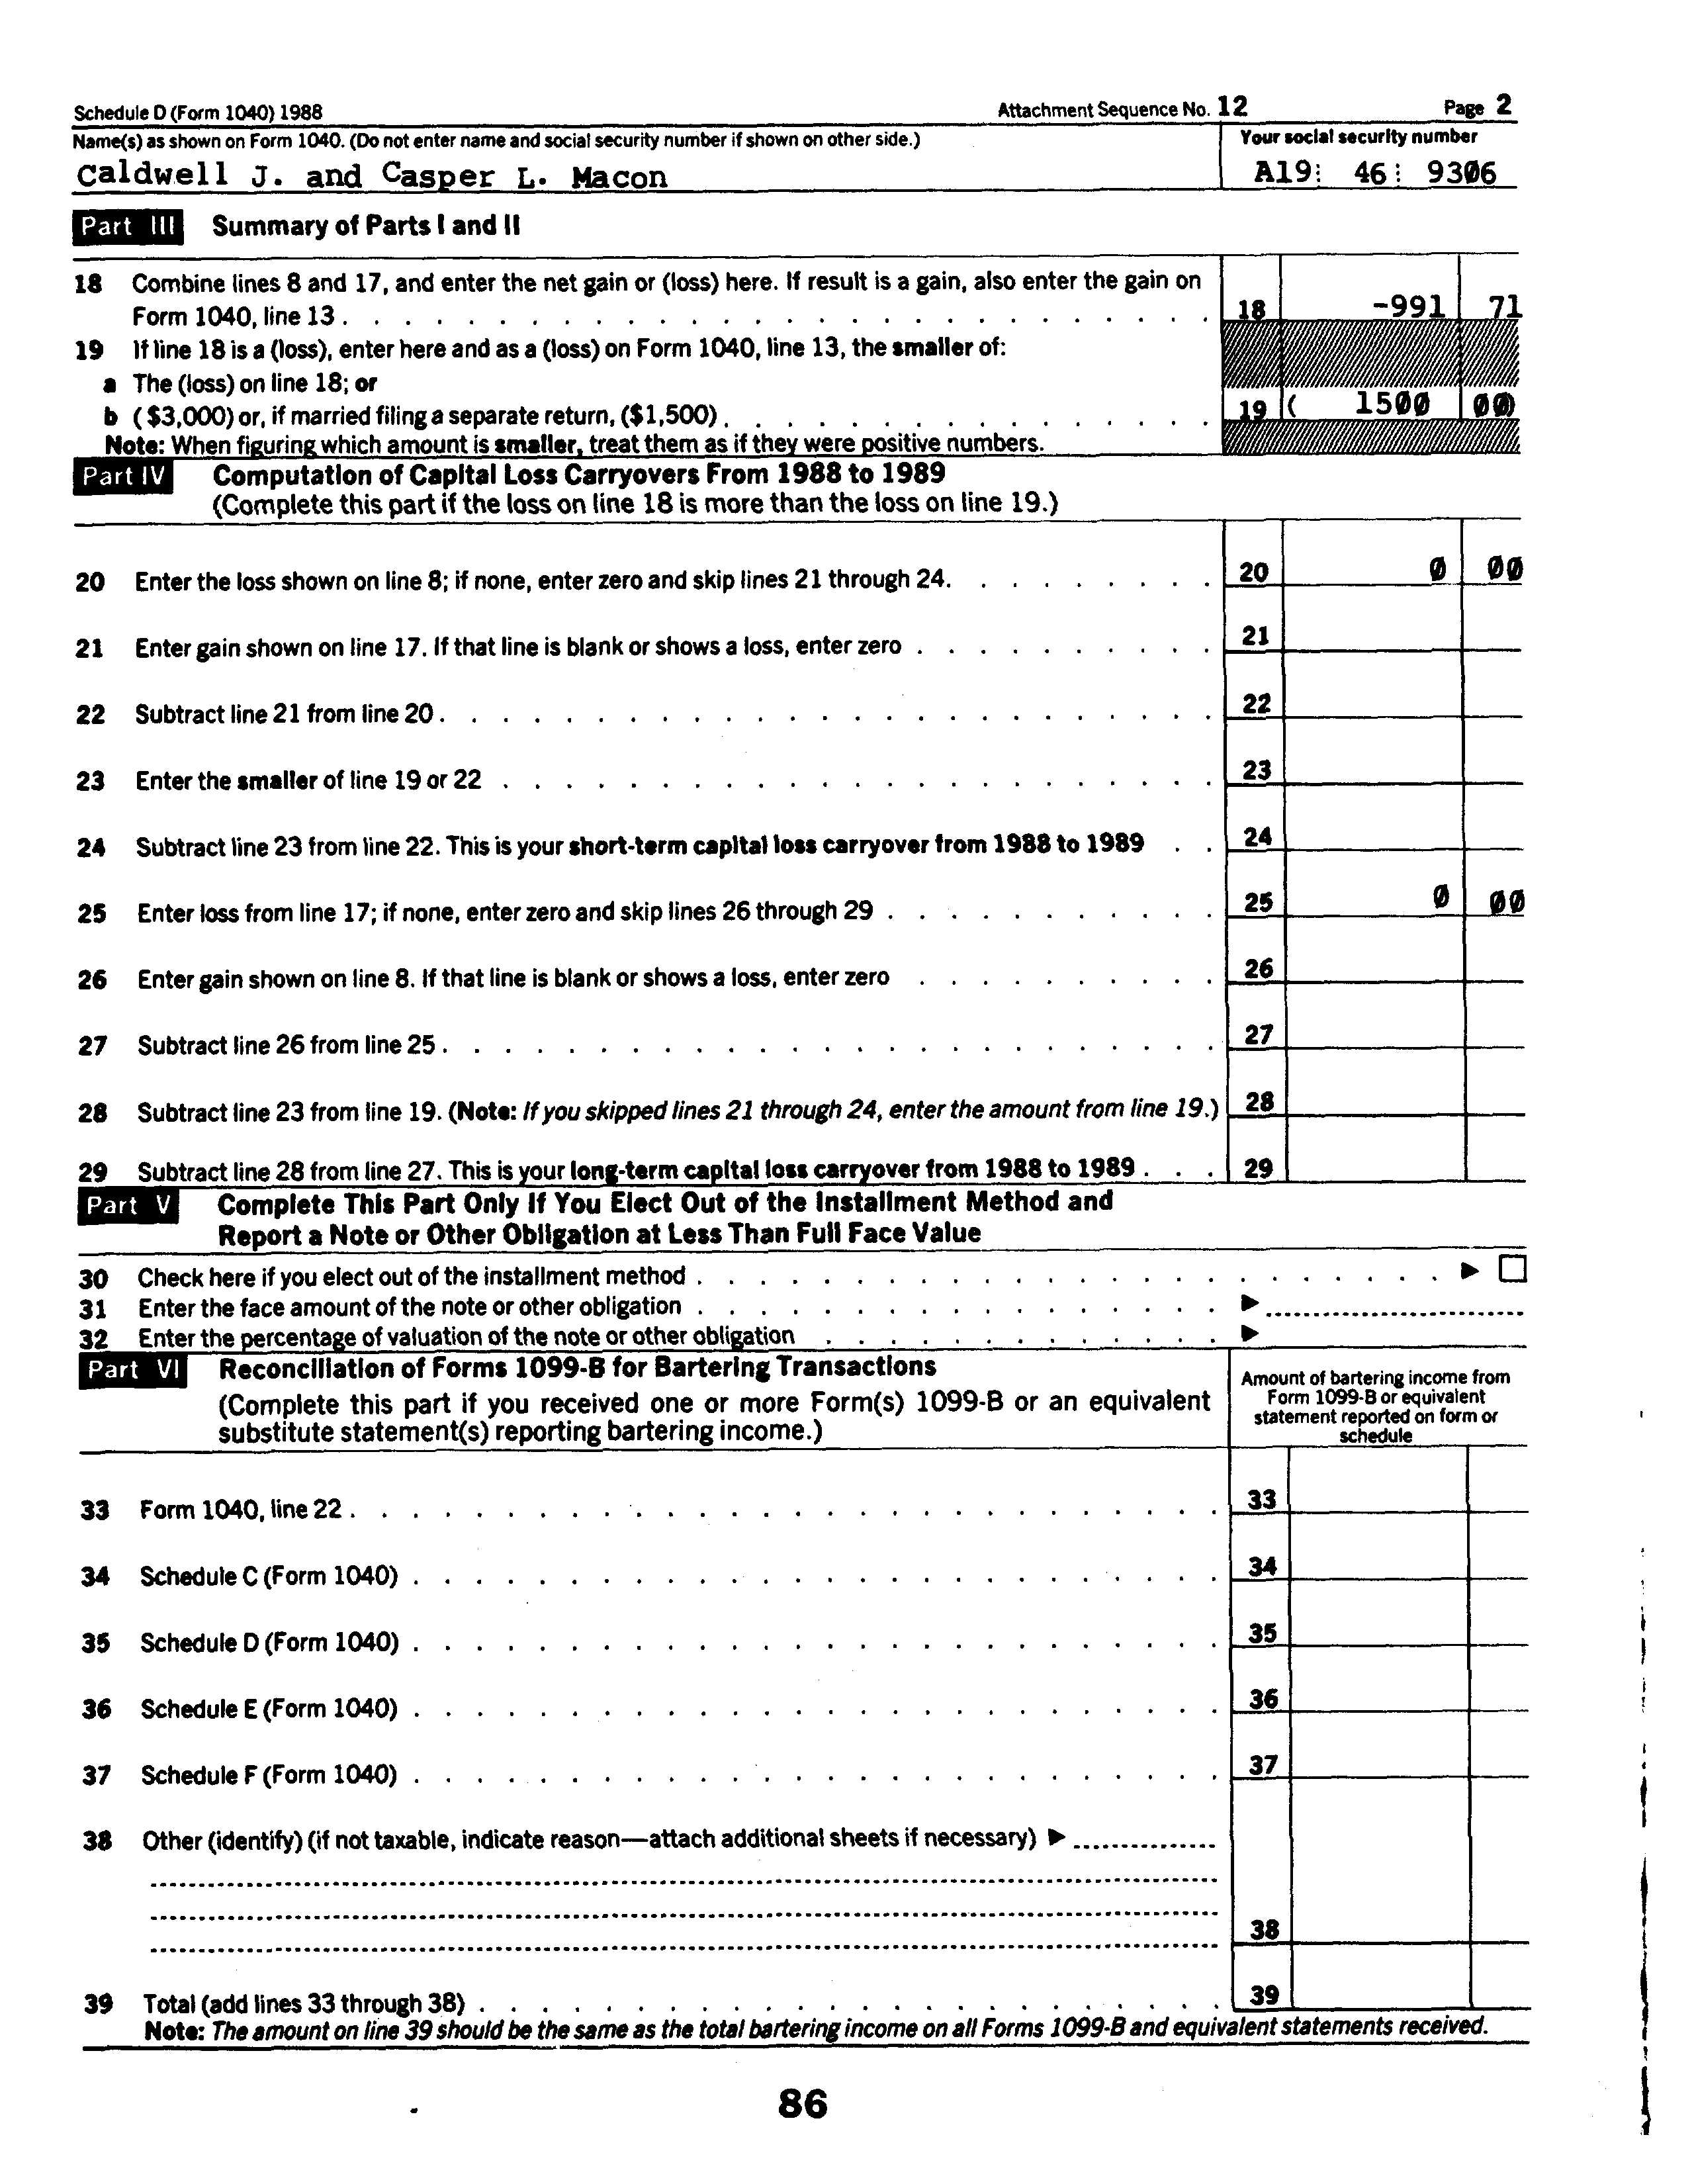 Schedule D (Form 1040) 1988 Attachment Sequence No. 12 Page 2
Name(s) as shown on Form 1040. (Do not enter name and social security number if shown on other side.) Your social security number
Caldwell J. and Casper L. Macon A19: 46: 9306
Part III Summary of Parts I and II
18 Combine lines 8 and 17, and enter the net gain or (loss) here. If result is a gain, also enter the gain on
Form 1040, line 13 . . . . 18 -991 71
19 If line 18 is a (loss), enter here and as a (loss) on Form 1040, line 13, the smaller of:
a The (loss) on line 18; or
b ($3,000) or, if married filing a separate return, ($1,500) . . . . 19 ( 1500 00)
Note: When figuring which amount is smaller, treat them as if they were positive numbers.
Part IV Computation of Capital Loss Carryovers From 1988 to 1989
(Complete this part if the loss on line 18 is more than the loss on line 19.)
20 Enter the loss shown on line 8; if none, enter zero and skip lines 21 through 24. . . . . 20 0 00
21 Enter gain shown on line 17. If that line is blank or shows a loss, enter zero . . . . 21
22 Subtract line 21 from line 20 . . . . 22
23 Enter the smaller of line 19 or 22 . . . . 23
24 Subtract line 23 from line 22. This is your short-term capital loss carryover from 1988 to 1989 . . 24
25 Enter loss from line 17; if none, enter zero and skip lines 26 through 29 . . . . 25 0 00
26 Enter gain shown on line 8. If that line is blank or shows a loss, enter zero . . . . 26
27 Subtract line 26 from line 25 . . . . 27
28 Subtract line 23 from line 19. (Note: If you skipped lines 21 through 24, enter the amount from line 19.) 28
29 Subtract line 28 from line 27. This is your long-term capital loss carryover from 1988 to 1989 . . . 29
Part V Complete This Part Only If You Elect Out of the Installment Method and
Report a Note or Other Obligation at Less Than Full Face Value
30 Check here if you elect out of the installment method . . . . ▶ ☐
31 Enter the face amount of the note or other obligation . . . . ▶
32 Enter the percentage of valuation of the note or other obligation . . . . ▶
Part VI Reconciliation of Forms 1099-B for Bartering Transactions
(Complete this part if you received one or more Form(s) 1099-B or an equivalent
substitute statement(s) reporting bartering income.)
Amount of bartering income from
Form 1099-B or equivalent
statement reported on form or
schedule
33 Form 1040, line 22 . . . . 33
34 Schedule C (Form 1040) . . . . 34
35 Schedule D (Form 1040) . . . . 35
36 Schedule E (Form 1040) . . . . 36
37 Schedule F (Form 1040) . . . . 37
38 Other (identify) (if not taxable, indicate reason—attach additional sheets if necessary) ▶
38
39 Total (add lines 33 through 38) . . . . 39
Note: The amount on line 39 should be the same as the total bartering income on all Forms 1099-B and equivalent statements received.
86